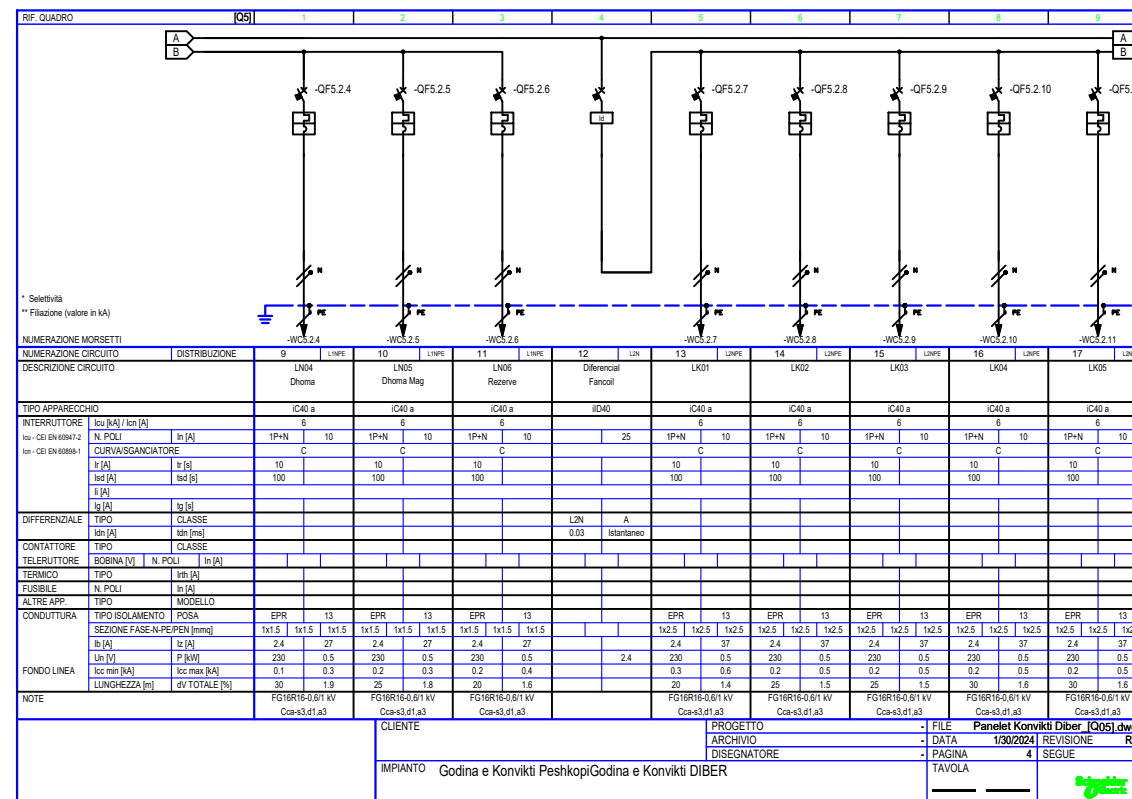 RIF. QUADRO [Q5] 1 2 3 4 5 6 7 8 9
A A
B B
-QF5.2.4 -QF5.2.5 -QF5.2.6 -QF5.2.7 -QF5.2.8 -QF5.2.9 -QF5.2.10 -QF5.
Id
N N N N N N N N
* Selettività
** Filiazione (valore in kA)
PE PE PE PE PE PE PE PE
NUMERAZIONE MORSETTI -WC5.2.4 -WC5.2.5 -WC5.2.6 -WC5.2.7 -WC5.2.8 -WC5.2.9 -WC5.2.10 -WC5.2.11
NUMERAZIONE CIRCUITO DISTRIBUZIONE 9 L1NPE 10 L1NPE 11 L1NPE 12 L2N 13 L2NPE 14 L2NPE 15 L2NPE 16 L2NPE 17 L2N
DESCRIZIONE CIRCUITO LN04 LN05 LN06 Diferencial LK01 LK02 LK03 LK04 LK05
Dhoma Dhoma Mag Rezerve Fancoil
TIPO APPARECCHIO iC40 a iC40 a iC40 a iID40 iC40 a iC40 a iC40 a iC40 a iC40 a
INTERRUTTORE Icu [kA] / Icn [A] 6 6 6 6 6 6 6 6
Icu - CEI EN 60947-2 N. POLI In [A] 1P+N 10 1P+N 10 1P+N 10 25 1P+N 10 1P+N 10 1P+N 10 1P+N 10 1P+N 10
Icn - CEI EN 60898-1 CURVA/SGANCIATORE C C C C C C C C
Ir [A] tr [s] 10 10 10 10 10 10 10 10
Isd [A] tsd [s] 100 100 100 100 100 100 100 100
Ii [A]
Ig [A] tg [s]
DIFFERENZIALE TIPO CLASSE L2N A
Idn [A] tdn [ms] 0.03 Istantaneo
CONTATTORE TIPO CLASSE
TELERUTTORE BOBINA [V] N. POLI In [A]
TERMICO TIPO Irth [A]
FUSIBILE N. POLI In [A]
ALTRE APP. TIPO MODELLO
CONDUTTURA TIPO ISOLAMENTO POSA EPR 13 EPR 13 EPR 13 EPR 13 EPR 13 EPR 13 EPR 13 EPR 13
SEZIONE FASE-N-PE/PEN [mmq] 1x1.5 1x1.5 1x1.5 1x1.5 1x1.5 1x1.5 1x1.5 1x1.5 1x1.5 1x2.5 1x2.5 1x2.5 1x2.5 1x2.5 1x2.5 1x2.5 1x2.5 1x2.5 1x2.5 1x2.5 1x2.5 1x2.5 1x2.5 1x2
Ib [A] Iz [A] 2.4 27 2.4 27 2.4 27 2.4 37 2.4 37 2.4 37 2.4 37 2.4 37
Un [V] P [kW] 230 0.5 230 0.5 230 0.5 2.4 230 0.5 230 0.5 230 0.5 230 0.5 230 0.5
FONDO LINEA Icc min [kA] Icc max [kA] 0.1 0.3 0.2 0.3 0.2 0.4 0.3 0.6 0.2 0.5 0.2 0.5 0.2 0.5 0.2 0.5
LUNGHEZZA [m] dV TOTALE [%] 30 1.9 25 1.8 20 1.6 20 1.4 25 1.5 25 1.5 30 1.6 30 1.6
NOTE FG16R16-0,6/1 kV FG16R16-0,6/1 kV FG16R16-0,6/1 kV FG16R16-0,6/1 kV FG16R16-0,6/1 kV FG16R16-0,6/1 kV FG16R16-0,6/1 kV FG16R16-0,6/1 kV
Cca-s3,d1,a3 Cca-s3,d1,a3 Cca-s3,d1,a3 Cca-s3,d1,a3 Cca-s3,d1,a3 Cca-s3,d1,a3 Cca-s3,d1,a3 Cca-s3,d1,a3
CLIENTE PROGETTO - FILE Panelet Konvikti Diber_[Q05].dw
ARCHIVIO - DATA 1/30/2024 REVISIONE R
DISEGNATORE - PAGINA 4 SEGUE
IMPIANTO Godina e Konvikti PeshkopiGodina e Konvikti DIBER TAVOLA
Schneider
Electric